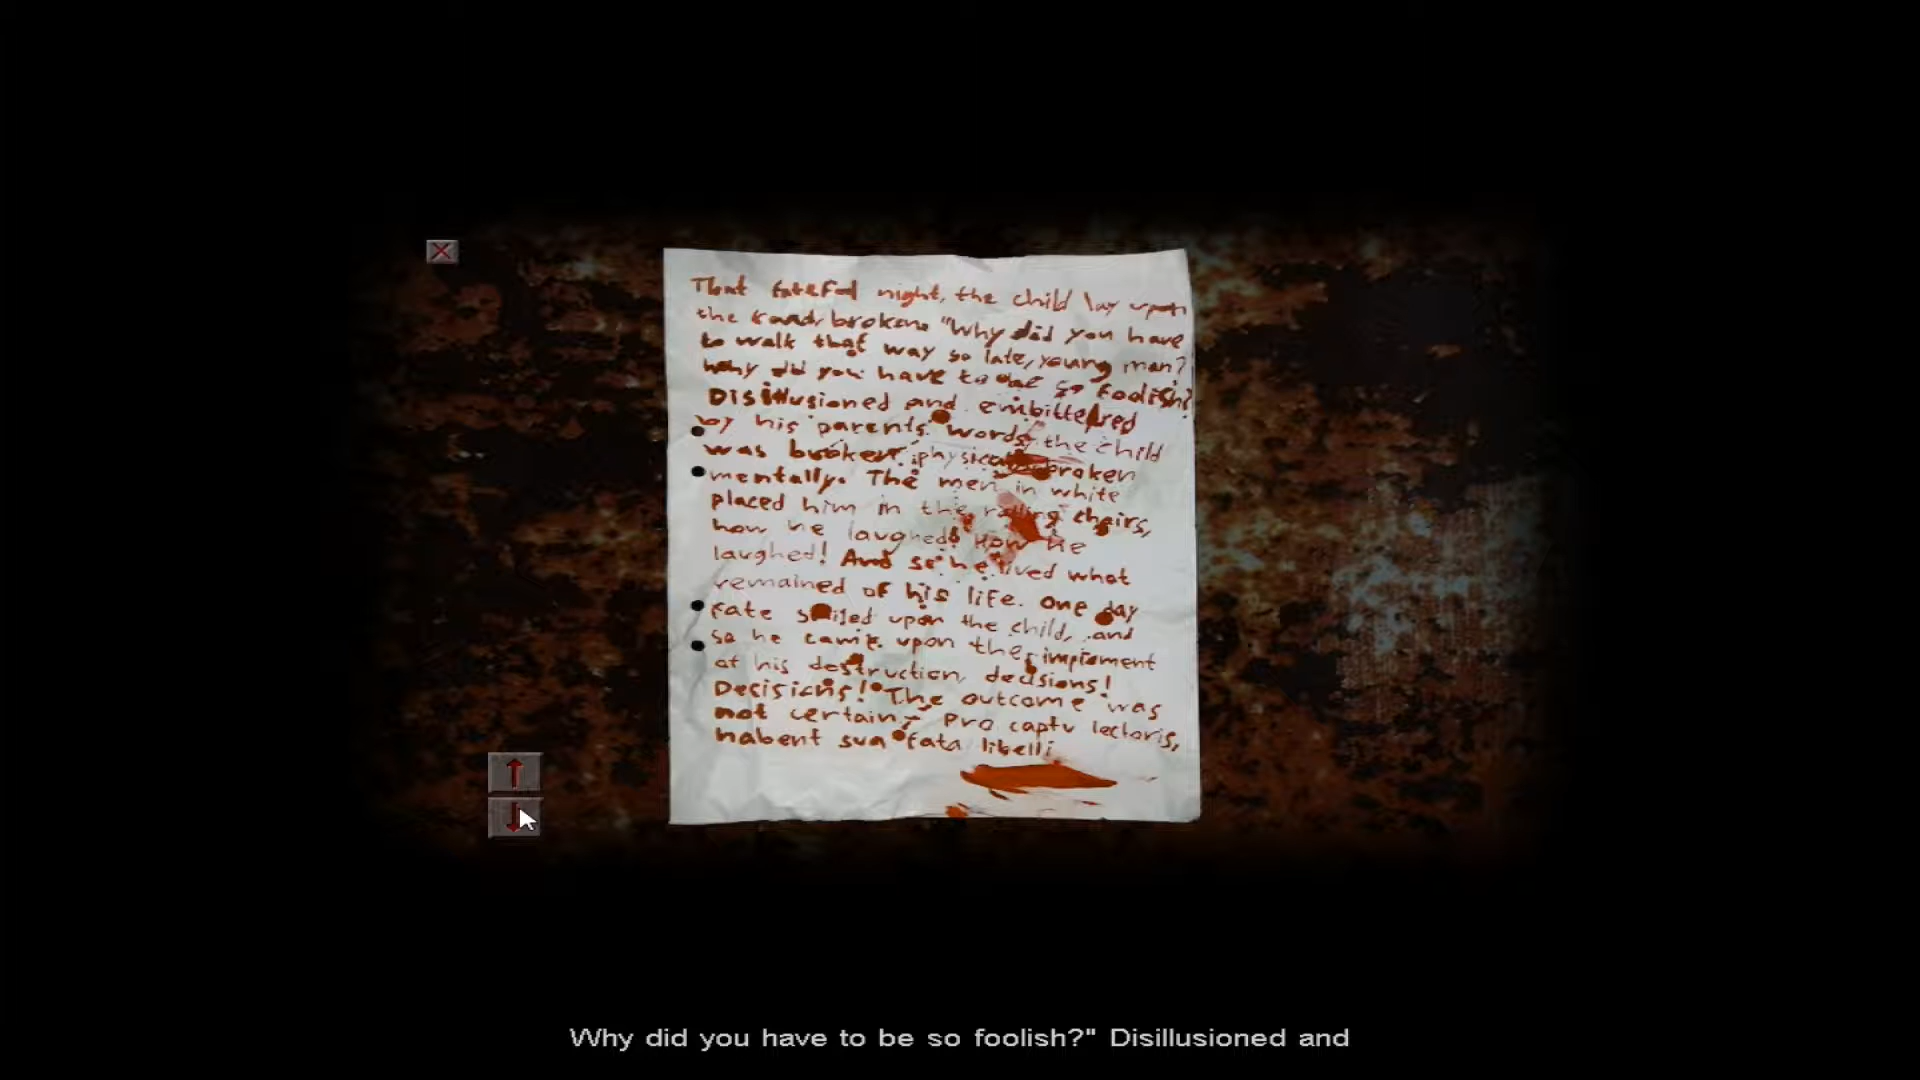 That fateful night, the child lay upon
the road, broken. "Why did you have
to walk that way so late, young man?
Why did you have to be so foolish?
Disillusioned and embittered
by his parents' words, the child
was broken, physically broken
mentally. The men in white
placed him in the rolling chairs,
how he laughed! How he
laughed! And so he lived what
remained of his life. One day
fate smiled upon the child, and
so he came upon the implement
of his destruction, decisions!
Decisions! The outcome was
not certain, - Pro captu lectoris,
habent sua fata libelli
Why did you have to be so foolish?" Disillusioned and